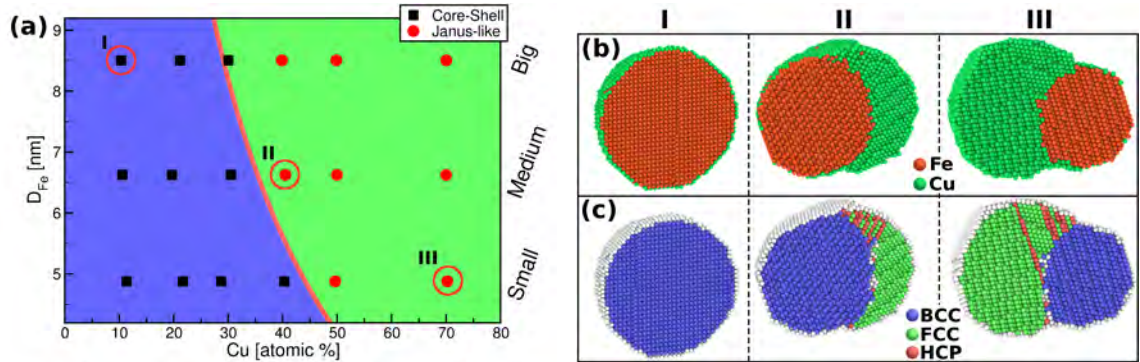 (a)
Core-Shell
Janus-like
I
II
III
Big
Medium
Small
D_Fe [nm]
9
8
7
6
5
0 10 20 30 40 50 60 70 80
Cu [atomic %]
I II III
(b)
Fe
Cu
(c)
BCC
FCC
HCP